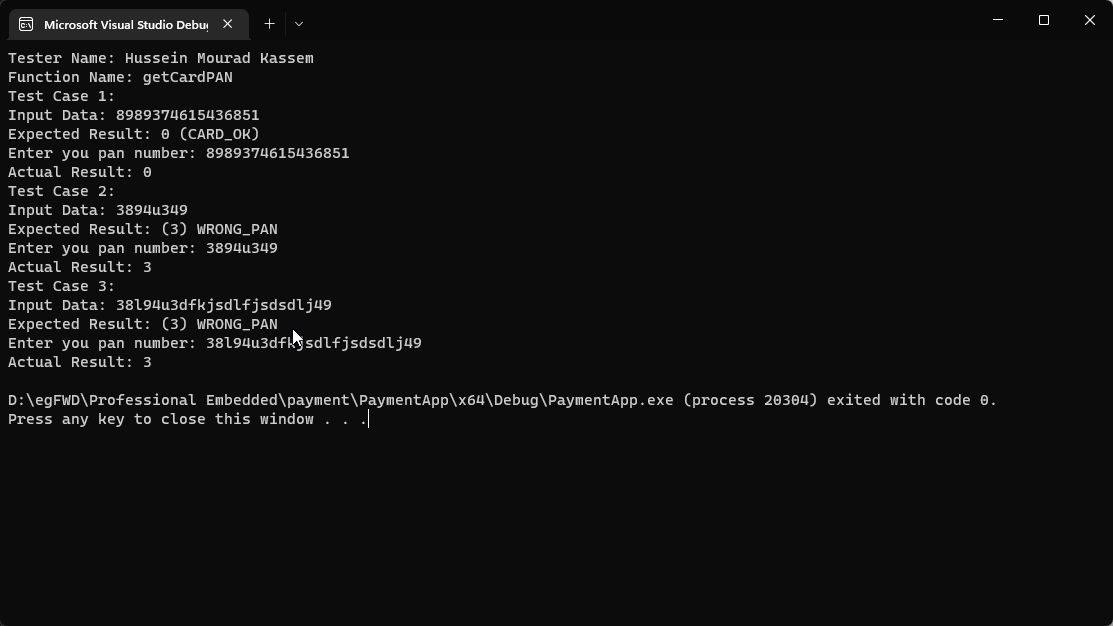 Microsoft Visual Studio Debu
Tester Name: Hussein Mourad Kassem
Function Name: getCardPAN
Test Case 1:
Input Data: 8989374615436851
Expected Result: 0 (CARD_OK)
Enter you pan number: 8989374615436851
Actual Result: 0
Test Case 2:
Input Data: 3894u349
Expected Result: (3) WRONG_PAN
Enter you pan number: 3894u349
Actual Result: 3
Test Case 3:
Input Data: 38l94u3dfkjsdlfjsdsdlj49
Expected Result: (3) WRONG_PAN
Enter you pan number: 38l94u3dfkjsdlfjsdsdlj49
Actual Result: 3
D:\egFWD\Professional Embedded\payment\PaymentApp\x64\Debug\PaymentApp.exe (process 20304) exited with code 0.
Press any key to close this window . . .